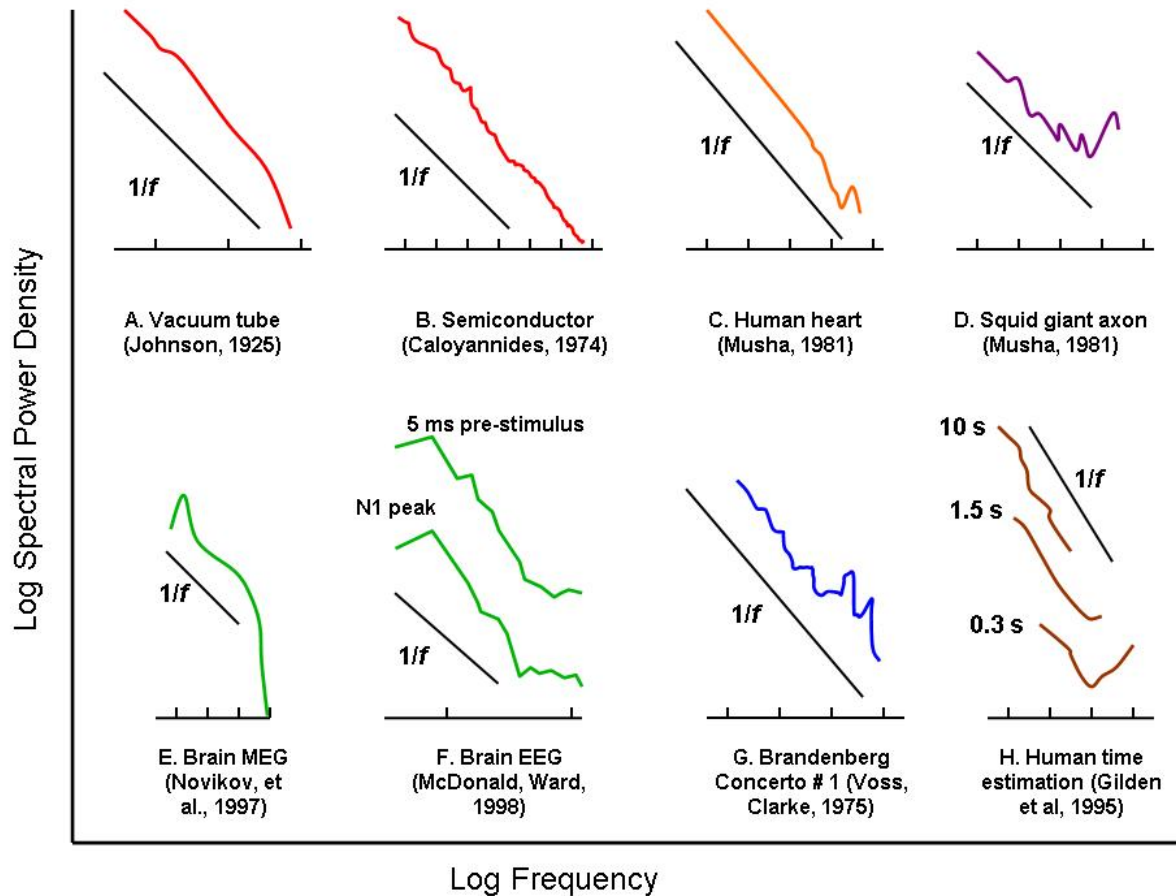 Log Spectral Power Density
1/f
1/f
1/f
1/f
A. Vacuum tube
(Johnson, 1925)
B. Semiconductor
(Caloyannides, 1974)
C. Human heart
(Musha, 1981)
D. Squid giant axon
(Musha, 1981)
1/f
E. Brain MEG
(Novikov, et
al., 1997)
5 ms pre-stimulus
N1 peak
1/f
F. Brain EEG
(McDonald, Ward,
1998)
1/f
G. Brandenberg
Concerto # 1 (Voss,
Clarke, 1975)
10 s
1/f
1.5 s
0.3 s
H. Human time
estimation (Gilden
et al, 1995)
Log Frequency